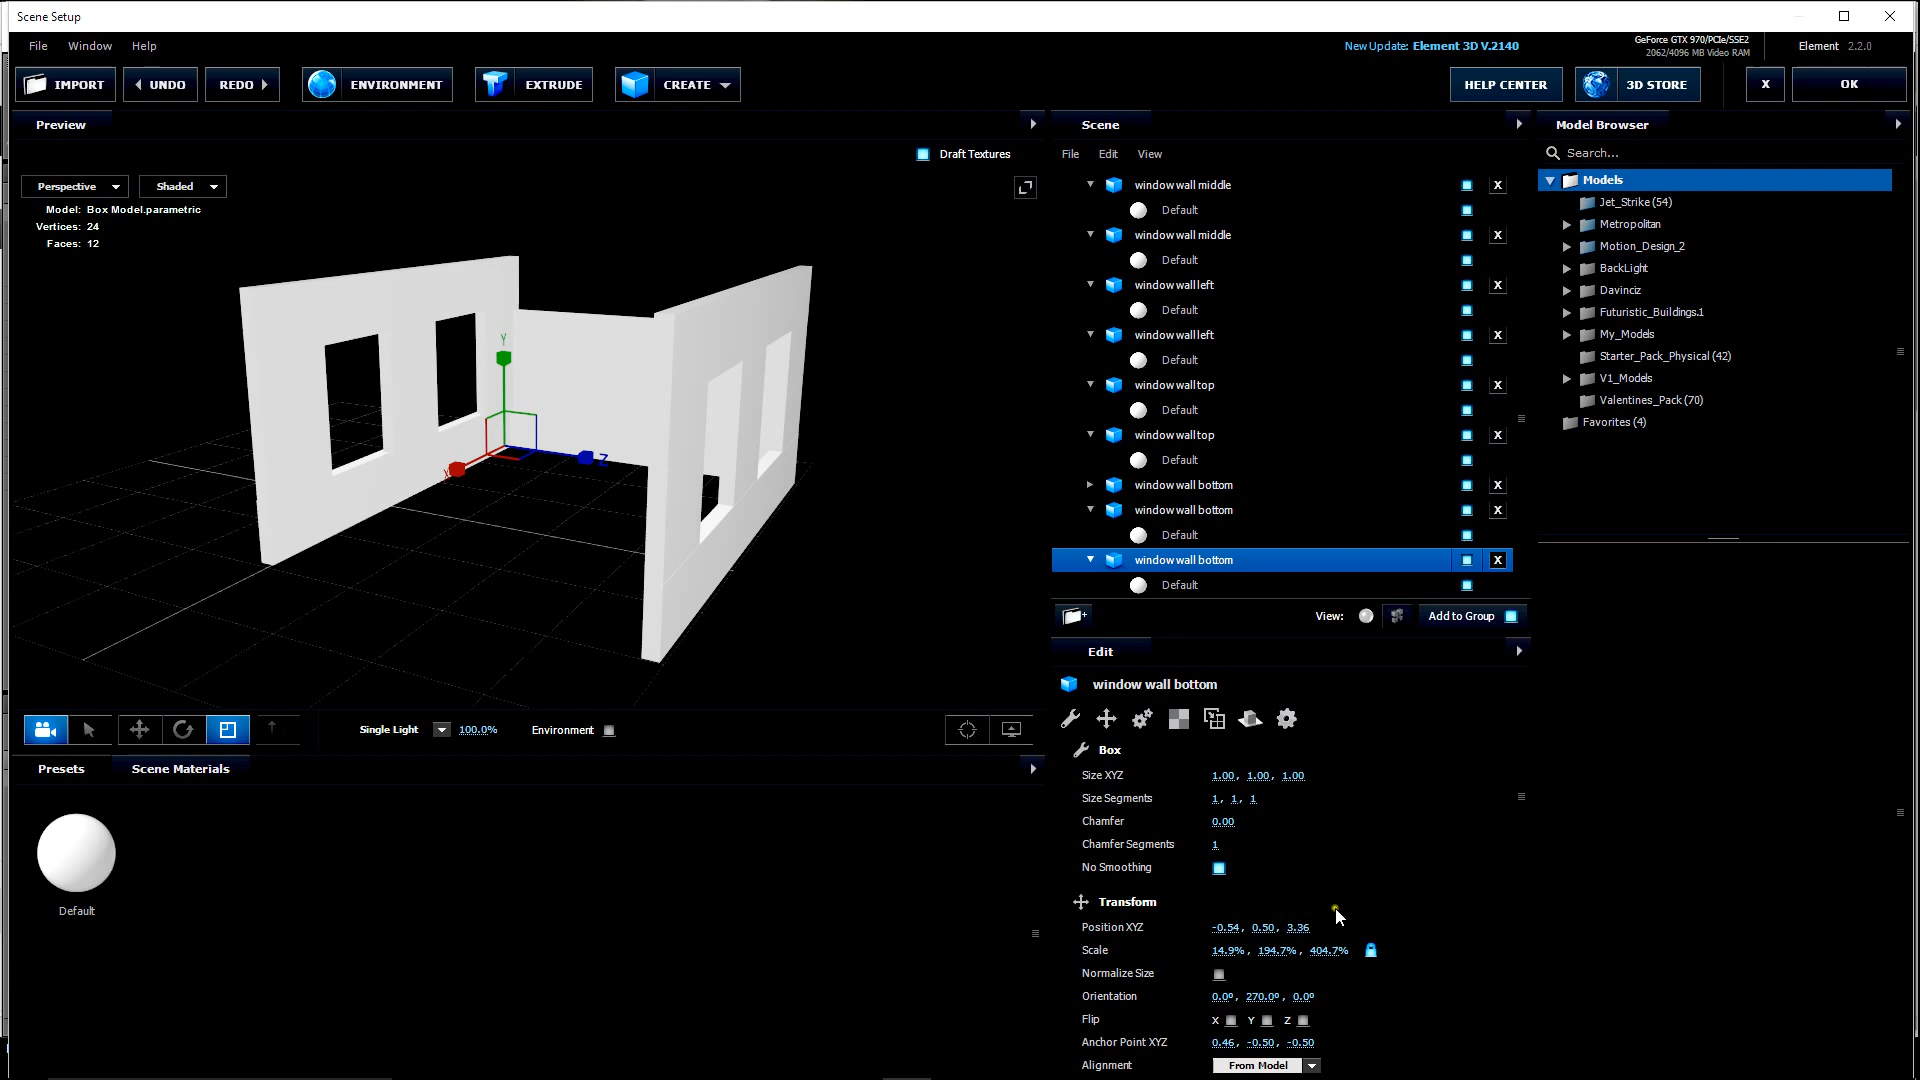 Scene Setup
File Window Help
New Update: Element 3D V.2140
GeForce GTX 970/PCIe/SSE2
2062/4096 MB Video RAM
Element 2.2.0
IMPORT UNDO REDO ENVIRONMENT EXTRUDE CREATE HELP CENTER 3D STORE X OK
Preview
Draft Textures
Perspective Shaded
Model: Box Model.parametric
Vertices: 24
Faces: 12
Y
X
Z
Single Light 100.0% Environment
Presets Scene Materials
Default
Scene
File Edit View
window wall middle X
Default
window wall middle X
Default
window wall left X
Default
window wall left X
Default
window wall top X
Default
window wall top X
Default
window wall bottom X
window wall bottom X
Default
window wall bottom X
Default
View: Add to Group
Edit
window wall bottom
Box
Size XYZ 1.00, 1.00, 1.00
Size Segments 1, 1, 1
Chamfer 0.00
Chamfer Segments 1
No Smoothing
Transform
Position XYZ -0.54, 0.50, 3.36
Scale 14.9%, 194.7%, 404.7%
Normalize Size
Orientation 0.0º, 270.0º, 0.0º
Flip X Y Z
Anchor Point XYZ 0.46, -0.50, -0.50
Alignment From Model
Model Browser
Search...
Models
Jet_Strike (54)
Metropolitan
Motion_Design_2
BackLight
Davinciz
Futuristic_Buildings.1
My_Models
Starter_Pack_Physical (42)
V1_Models
Valentines_Pack (70)
Favorites (4)